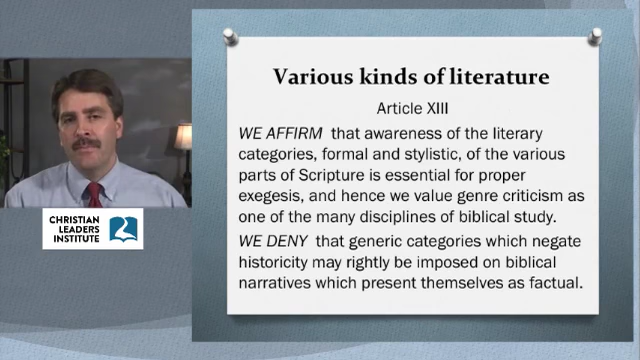 Various kinds of literature
Article XIII
WE AFFIRM that awareness of the literary
categories, formal and stylistic, of the various
parts of Scripture is essential for proper
exegesis, and hence we value genre criticism as
one of the many disciplines of biblical study.
WE DENY that generic categories which negate
historicity may rightly be imposed on biblical
narratives which present themselves as factual.
CHRISTIAN
LEADERS
INSTITUTE